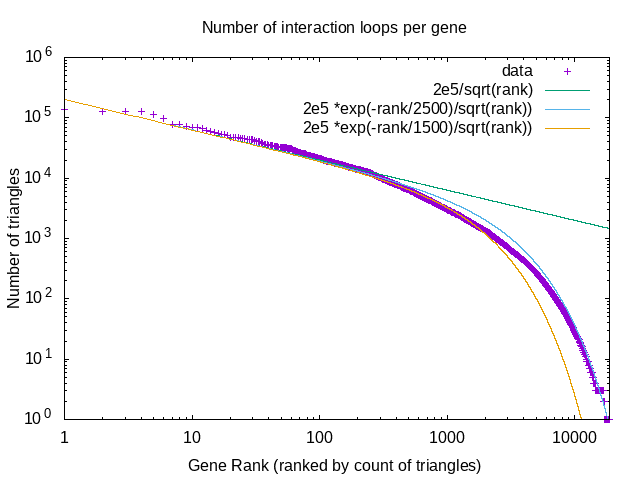 Number of interaction loops per gene
10^6
10^5
10^4
10^3
10^2
10^1
10^0
Number of triangles
data
2e5/sqrt(rank)
2e5 *exp(-rank/2500)/sqrt(rank))
2e5 *exp(-rank/1500)/sqrt(rank))
1 10 100 1000 10000
Gene Rank (ranked by count of triangles)